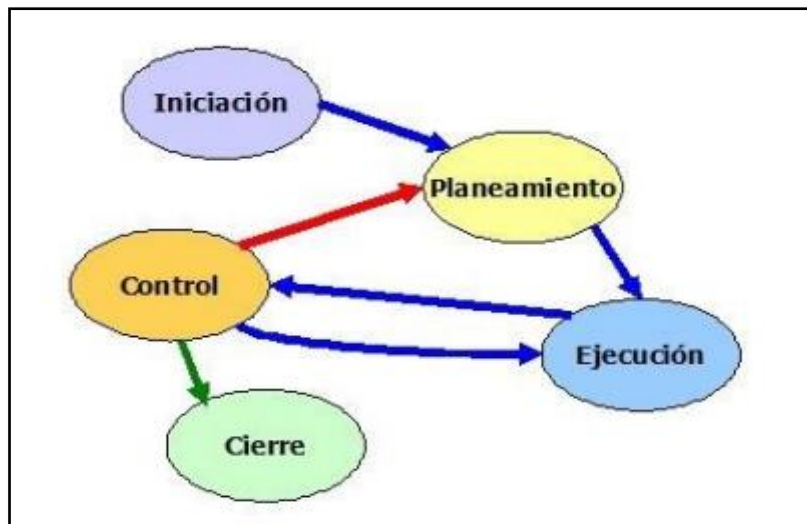 Iniciación
Planeamiento
Control
Ejecución
Cierre